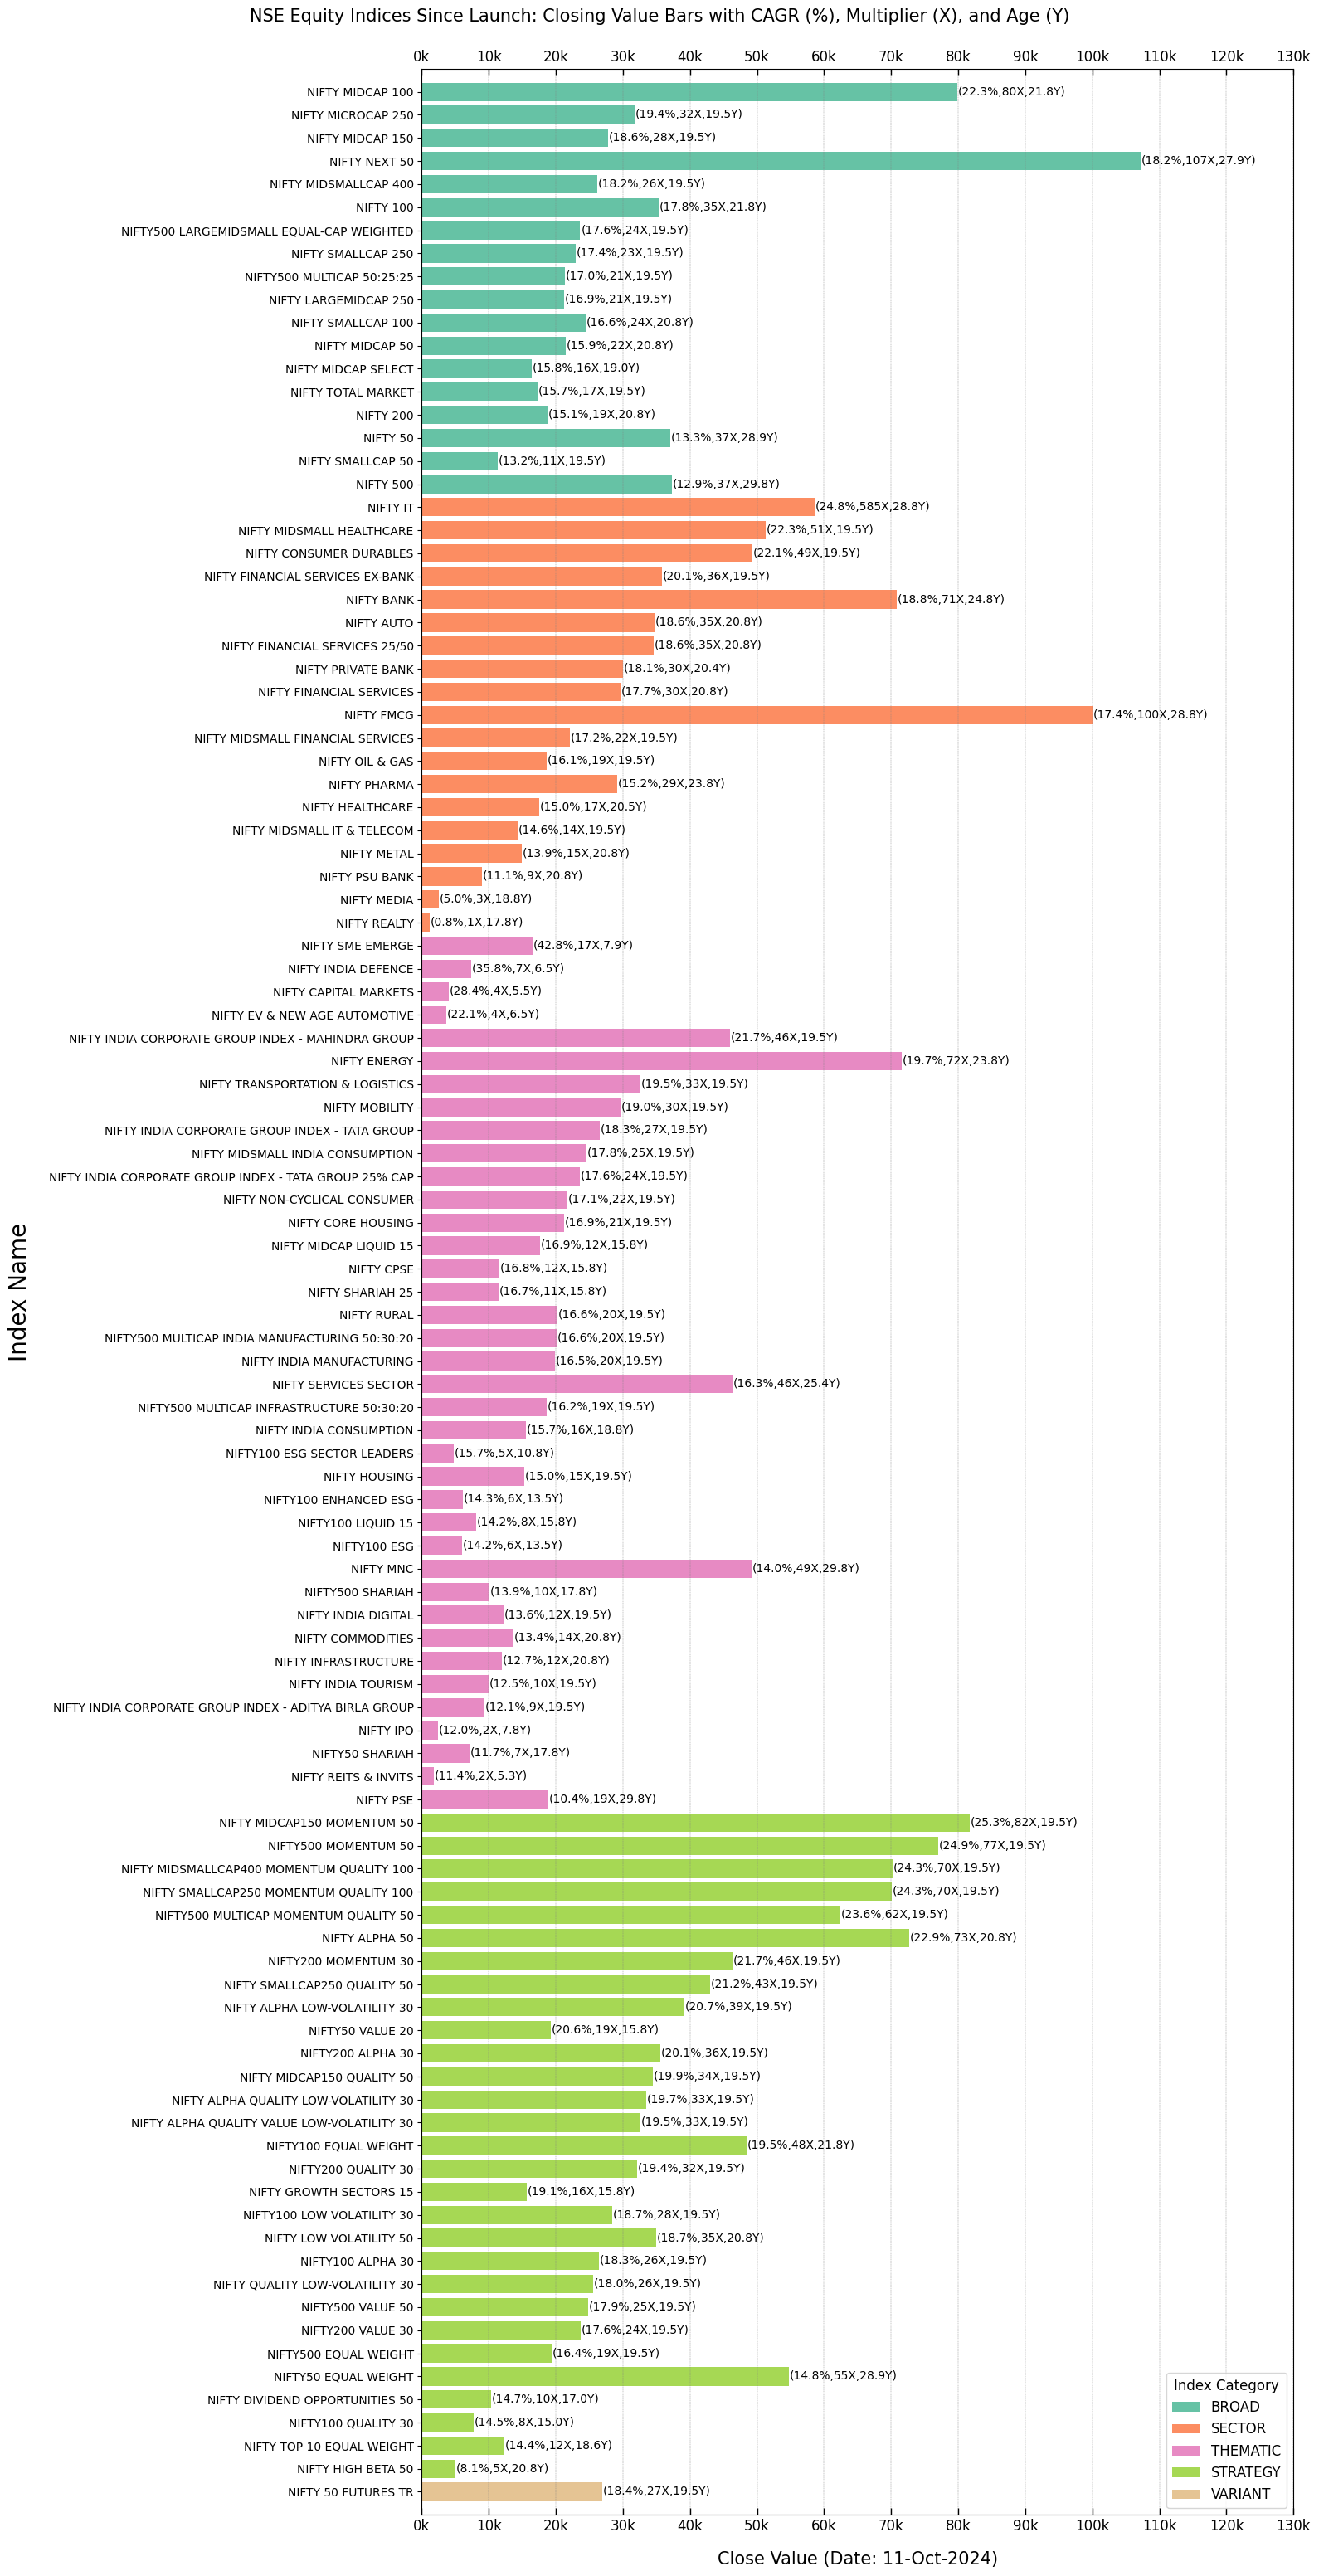 NSE Equity Indices Since Launch: Closing Value Bars with CAGR (%), Multiplier (X), and Age (Y)
0k 10k 20k 30k 40k 50k 60k 70k 80k 90k 100k 110k 120k 130k
NIFTY MIDCAP 100 (22.3%,80X,21.8Y)
NIFTY MICROCAP 250 (19.4%,32X,19.5Y)
NIFTY MIDCAP 150 (18.6%,28X,19.5Y)
NIFTY NEXT 50 (18.2%,107X,27.9Y)
NIFTY MIDSMALLCAP 400 (18.2%,26X,19.5Y)
NIFTY 100 (17.8%,35X,21.8Y)
NIFTY500 LARGEMIDSMALL EQUAL-CAP WEIGHTED (17.6%,24X,19.5Y)
NIFTY SMALLCAP 250 (17.4%,23X,19.5Y)
NIFTY500 MULTICAP 50:25:25 (17.0%,21X,19.5Y)
NIFTY LARGEMIDCAP 250 (16.9%,21X,19.5Y)
NIFTY SMALLCAP 100 (16.6%,24X,20.8Y)
NIFTY MIDCAP 50 (15.9%,22X,20.8Y)
NIFTY MIDCAP SELECT (15.8%,16X,19.0Y)
NIFTY TOTAL MARKET (15.7%,17X,19.5Y)
NIFTY 200 (15.1%,19X,20.8Y)
NIFTY 50 (13.3%,37X,28.9Y)
NIFTY SMALLCAP 50 (13.2%,11X,19.5Y)
NIFTY 500 (12.9%,37X,29.8Y)
NIFTY IT (24.8%,585X,28.8Y)
NIFTY MIDSMALL HEALTHCARE (22.3%,51X,19.5Y)
NIFTY CONSUMER DURABLES (22.1%,49X,19.5Y)
NIFTY FINANCIAL SERVICES EX-BANK (20.1%,36X,19.5Y)
NIFTY BANK (18.8%,71X,24.8Y)
NIFTY AUTO (18.6%,35X,20.8Y)
NIFTY FINANCIAL SERVICES 25/50 (18.6%,35X,20.8Y)
NIFTY PRIVATE BANK (18.1%,30X,20.4Y)
NIFTY FINANCIAL SERVICES (17.7%,30X,20.8Y)
NIFTY FMCG (17.4%,100X,28.8Y)
NIFTY MIDSMALL FINANCIAL SERVICES (17.2%,22X,19.5Y)
NIFTY OIL & GAS (16.1%,19X,19.5Y)
NIFTY PHARMA (15.2%,29X,23.8Y)
NIFTY HEALTHCARE (15.0%,17X,20.5Y)
NIFTY MIDSMALL IT & TELECOM (14.6%,14X,19.5Y)
NIFTY METAL (13.9%,15X,20.8Y)
NIFTY PSU BANK (11.1%,9X,20.8Y)
NIFTY MEDIA (5.0%,3X,18.8Y)
NIFTY REALTY (0.8%,1X,17.8Y)
NIFTY SME EMERGE (42.8%,17X,7.9Y)
NIFTY INDIA DEFENCE (35.8%,7X,6.5Y)
NIFTY CAPITAL MARKETS (28.4%,4X,5.5Y)
NIFTY EV & NEW AGE AUTOMOTIVE (22.1%,4X,6.5Y)
NIFTY INDIA CORPORATE GROUP INDEX - MAHINDRA GROUP (21.7%,46X,19.5Y)
NIFTY ENERGY (19.7%,72X,23.8Y)
NIFTY TRANSPORTATION & LOGISTICS (19.5%,33X,19.5Y)
NIFTY MOBILITY (19.0%,30X,19.5Y)
NIFTY INDIA CORPORATE GROUP INDEX - TATA GROUP (18.3%,27X,19.5Y)
NIFTY MIDSMALL INDIA CONSUMPTION (17.8%,25X,19.5Y)
NIFTY INDIA CORPORATE GROUP INDEX - TATA GROUP 25% CAP (17.6%,24X,19.5Y)
NIFTY NON-CYCLICAL CONSUMER (17.1%,22X,19.5Y)
NIFTY CORE HOUSING (16.9%,21X,19.5Y)
NIFTY MIDCAP LIQUID 15 (16.9%,12X,15.8Y)
NIFTY CPSE (16.8%,12X,15.8Y)
NIFTY SHARIAH 25 (16.7%,11X,15.8Y)
NIFTY RURAL (16.6%,20X,19.5Y)
NIFTY500 MULTICAP INDIA MANUFACTURING 50:30:20 (16.6%,20X,19.5Y)
NIFTY INDIA MANUFACTURING (16.5%,20X,19.5Y)
NIFTY SERVICES SECTOR (16.3%,46X,25.4Y)
NIFTY500 MULTICAP INFRASTRUCTURE 50:30:20 (16.2%,19X,19.5Y)
NIFTY INDIA CONSUMPTION (15.7%,16X,18.8Y)
NIFTY100 ESG SECTOR LEADERS (15.7%,5X,10.8Y)
NIFTY HOUSING (15.0%,15X,19.5Y)
NIFTY100 ENHANCED ESG (14.3%,6X,13.5Y)
NIFTY100 LIQUID 15 (14.2%,8X,15.8Y)
NIFTY100 ESG (14.2%,6X,13.5Y)
NIFTY MNC (14.0%,49X,29.8Y)
NIFTY500 SHARIAH (13.9%,10X,17.8Y)
NIFTY INDIA DIGITAL (13.6%,12X,19.5Y)
NIFTY COMMODITIES (13.4%,14X,20.8Y)
NIFTY INFRASTRUCTURE (12.7%,12X,20.8Y)
NIFTY INDIA TOURISM (12.5%,10X,19.5Y)
NIFTY INDIA CORPORATE GROUP INDEX - ADITYA BIRLA GROUP (12.1%,9X,19.5Y)
NIFTY IPO (12.0%,2X,7.8Y)
NIFTY50 SHARIAH (11.7%,7X,17.8Y)
NIFTY REITS & INVITS (11.4%,2X,5.3Y)
NIFTY PSE (10.4%,19X,29.8Y)
NIFTY MIDCAP150 MOMENTUM 50 (25.3%,82X,19.5Y)
NIFTY500 MOMENTUM 50 (24.9%,77X,19.5Y)
NIFTY MIDSMALLCAP400 MOMENTUM QUALITY 100 (24.3%,70X,19.5Y)
NIFTY SMALLCAP250 MOMENTUM QUALITY 100 (24.3%,70X,19.5Y)
NIFTY500 MULTICAP MOMENTUM QUALITY 50 (23.6%,62X,19.5Y)
NIFTY ALPHA 50 (22.9%,73X,20.8Y)
NIFTY200 MOMENTUM 30 (21.7%,46X,19.5Y)
NIFTY SMALLCAP250 QUALITY 50 (21.2%,43X,19.5Y)
NIFTY ALPHA LOW-VOLATILITY 30 (20.7%,39X,19.5Y)
NIFTY50 VALUE 20 (20.6%,19X,15.8Y)
NIFTY200 ALPHA 30 (20.1%,36X,19.5Y)
NIFTY MIDCAP150 QUALITY 50 (19.9%,34X,19.5Y)
NIFTY ALPHA QUALITY LOW-VOLATILITY 30 (19.7%,33X,19.5Y)
NIFTY ALPHA QUALITY VALUE LOW-VOLATILITY 30 (19.5%,33X,19.5Y)
NIFTY100 EQUAL WEIGHT (19.5%,48X,21.8Y)
NIFTY200 QUALITY 30 (19.4%,32X,19.5Y)
NIFTY GROWTH SECTORS 15 (19.1%,16X,15.8Y)
NIFTY100 LOW VOLATILITY 30 (18.7%,28X,19.5Y)
NIFTY LOW VOLATILITY 50 (18.7%,35X,20.8Y)
NIFTY100 ALPHA 30 (18.3%,26X,19.5Y)
NIFTY QUALITY LOW-VOLATILITY 30 (18.0%,26X,19.5Y)
NIFTY500 VALUE 50 (17.9%,25X,19.5Y)
NIFTY200 VALUE 30 (17.6%,24X,19.5Y)
NIFTY500 EQUAL WEIGHT (16.4%,19X,19.5Y)
NIFTY50 EQUAL WEIGHT (14.8%,55X,28.9Y)
NIFTY DIVIDEND OPPORTUNITIES 50 (14.7%,10X,17.0Y)
NIFTY100 QUALITY 30 (14.5%,8X,15.0Y)
NIFTY TOP 10 EQUAL WEIGHT (14.4%,12X,18.6Y)
NIFTY HIGH BETA 50 (8.1%,5X,20.8Y)
NIFTY 50 FUTURES TR (18.4%,27X,19.5Y)
Index Name
Index Category
BROAD
SECTOR
THEMATIC
STRATEGY
VARIANT
0k 10k 20k 30k 40k 50k 60k 70k 80k 90k 100k 110k 120k 130k
Close Value (Date: 11-Oct-2024)